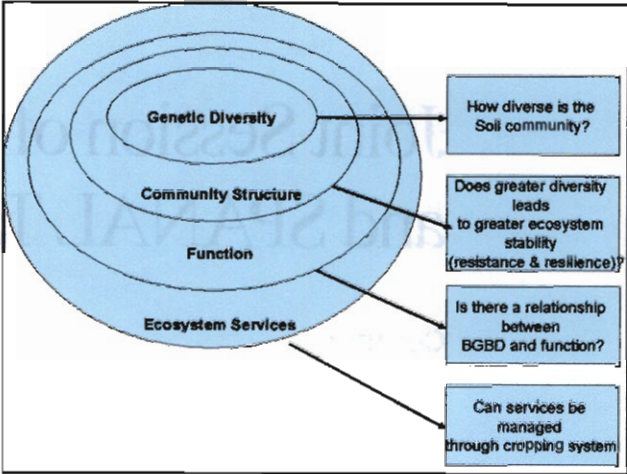 Genetic Diversity
Community Structure
Function
Ecosystem Services
How diverse is the
Soil community?
Does greater diversity
leads
to greater ecosystem
stability
(resistance & resilience)?
Is there a relationship
between
BGBD and function?
Can services be
managed
through cropping system